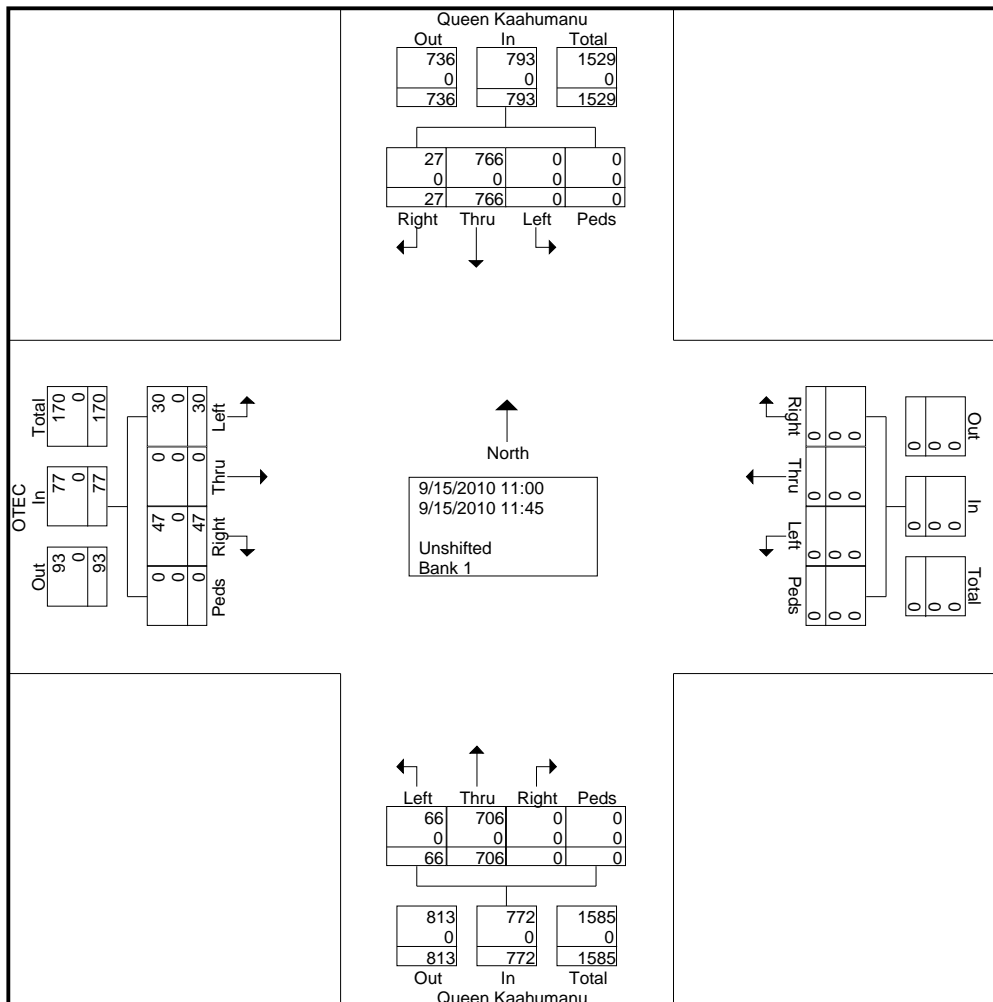 Queen Kaahumanu
Out In Total
736 793 1529
0 0 0
736 793 1529
27 766 0 0
0 0 0 0
27 766 0 0
Right Thru Left Peds
OTEC
Total In Out
170 77 93
0 0 0
170 77 93
30 0 47 0
0 0 0 0
30 0 47 0
Left Thru Right Peds
North
9/15/2010 11:00
9/15/2010 11:45
Unshifted
Bank 1
Right Thru Left Peds
0 0 0 0
0 0 0 0
0 0 0 0
Out In Total
0 0 0
0 0 0
0 0 0
Left Thru Right Peds
66 706 0 0
0 0 0 0
66 706 0 0
813 772 1585
0 0 0
813 772 1585
Out In Total
Queen Kaahumanu